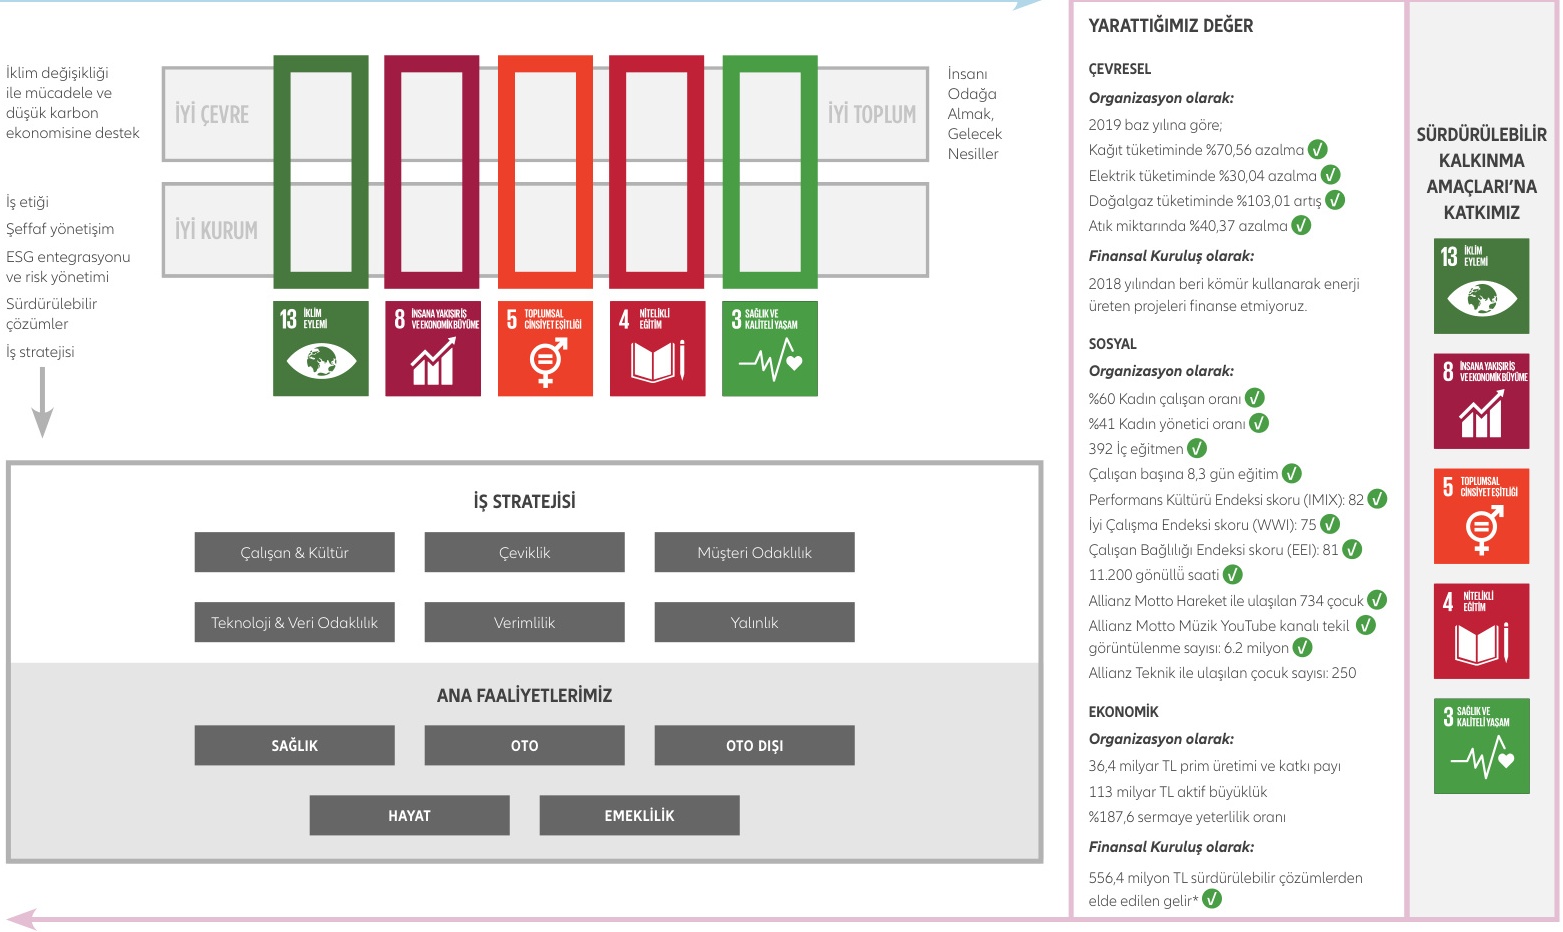 İklim değişikliği
ile mücadele ve
düşük karbon
ekonomisine destek
İYİ ÇEVRE
İYİ TOPLUM
İnsanı
Odağa
Almak,
Gelecek
Nesiller
İş etiği
Şeffaf yönetişim
ESG entegrasyonu
ve risk yönetimi
Sürdürülebilir
çözümler
İş stratejisi
İYİ KURUM
13 İKLİM
EYLEMİ
8 İNSANA YAKIŞIR İŞ
VE EKONOMİK BÜYÜME
5 TOPLUMSAL
CİNSİYET EŞİTLİĞİ
4 NİTELİKLİ
EĞİTİM
3 SAĞLIK VE
KALİTELİ YAŞAM
İŞ STRATEJİSİ
Çalışan & Kültür
Çeviklik
Müşteri Odaklılık
Teknoloji & Veri Odaklılık
Verimlilik
Yalınlık
ANA FAALİYETLERİMİZ
SAĞLIK
OTO
OTO DIŞI
HAYAT
EMEKLİLİK
YARATTIĞIMIZ DEĞER
ÇEVRESEL
Organizasyon olarak:
2019 baz yılına göre;
Kağıt tüketiminde %70,56 azalma
Elektrik tüketiminde %30,04 azalma
Doğalgaz tüketiminde %103,01 artış
Atık miktarında %40,37 azalma
Finansal Kuruluş olarak:
2018 yılından beri kömür kullanarak enerji
üreten projeleri finanse etmiyoruz.
SOSYAL
Organizasyon olarak:
%60 Kadın çalışan oranı
%41 Kadın yönetici oranı
392 İç eğitmen
Çalışan başına 8,3 gün eğitim
Performans Kültürü Endeksi skoru (IMIX): 82
İyi Çalışma Endeksi skoru (WWI): 75
Çalışan Bağlılığı Endeksi skoru (EEI): 81
11.200 gönüllü saati
Allianz Motto Hareket ile ulaşılan 734 çocuk
Allianz Motto Müzik YouTube kanalı tekil
görüntülenme sayısı: 6.2 milyon
Allianz Teknik ile ulaşılan çocuk sayısı: 250
EKONOMİK
Organizasyon olarak:
36,4 milyar TL prim üretimi ve katkı payı
113 milyar TL aktif büyüklük
%187,6 sermaye yeterlilik oranı
Finansal Kuruluş olarak:
556,4 milyon TL sürdürülebilir çözümlerden
elde edilen gelir*
SÜRDÜRÜLEBİLİR
KALKINMA
AMAÇLARI'NA
KATKIMIZ
13 İKLİM
EYLEMİ
8 İNSANA YAKIŞIR İŞ
VE EKONOMİK BÜYÜME
5 TOPLUMSAL
CİNSİYET EŞİTLİĞİ
4 NİTELİKLİ
EĞİTİM
3 SAĞLIK VE
KALİTELİ YAŞAM